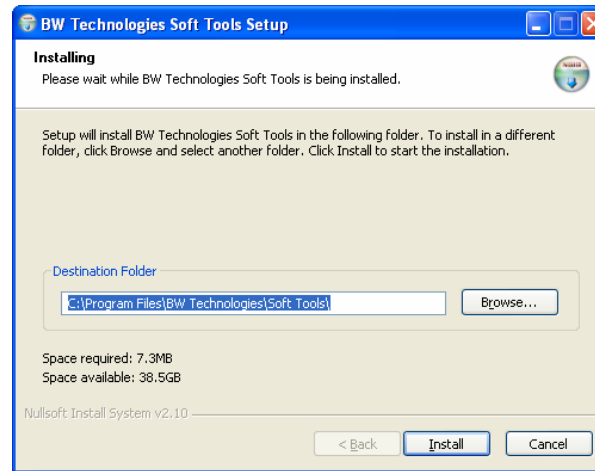 BW Technologies Soft Tools Setup
Installing
Please wait while BW Technologies Soft Tools is being installed.
Setup will install BW Technologies Soft Tools in the following folder. To install in a different
folder, click Browse and select another folder. Click Install to start the installation.
Destination Folder
C:\Program Files\BW Technologies\Soft Tools\
Browse...
Space required: 7.3MB
Space available: 38.5GB
Nullsoft Install System v2.10
< Back
Install
Cancel